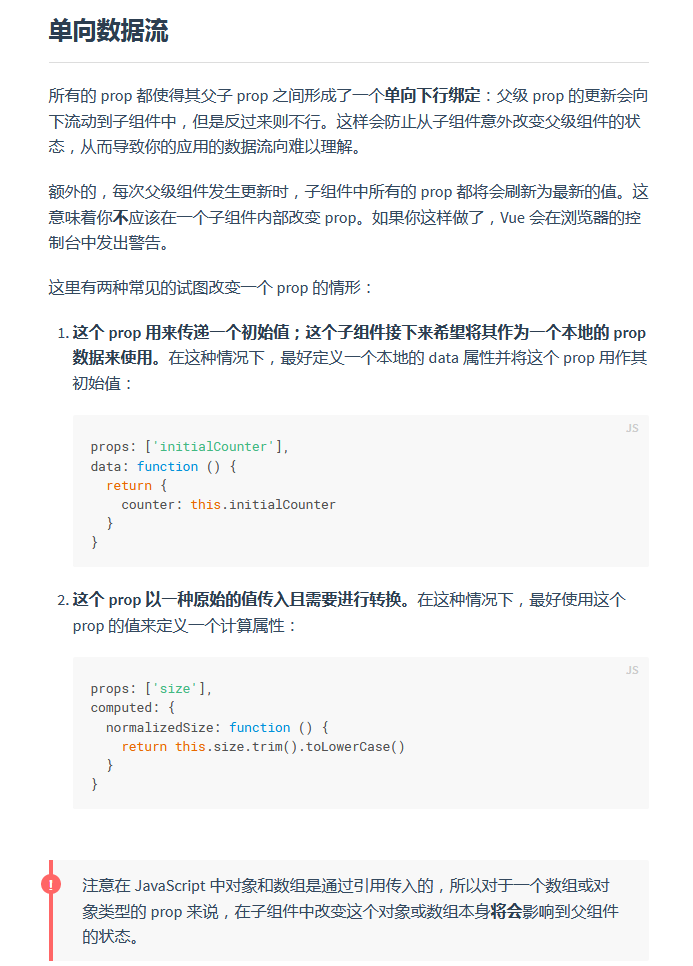 单向数据流
所有的 prop 都使得其父子 prop 之间形成了一个单向下行绑定：父级 prop 的更新会向
下流动到子组件中，但是反过来则不行。这样会防止从子组件意外改变父级组件的状
态，从而导致你的应用的数据流向难以理解。
额外的，每次父级组件发生更新时，子组件中所有的 prop 都将会刷新为最新的值。这
意味着你不应该在一个子组件内部改变 prop。如果你这样做了，Vue 会在浏览器的控
制台中发出警告。
这里有两种常见的试图改变一个 prop 的情形：
1. 这个 prop 用来传递一个初始值；这个子组件接下来希望将其作为一个本地的 prop
数据来使用。在这种情况下，最好定义一个本地的 data 属性并将这个 prop 用作其
初始值：
JS
props: ['initialCounter'],
data: function () {
  return {
    counter: this.initialCounter
  }
}
2. 这个 prop 以一种原始的值传入且需要进行转换。在这种情况下，最好使用这个
prop 的值来定义一个计算属性：
JS
props: ['size'],
computed: {
  normalizedSize: function () {
    return this.size.trim().toLowerCase()
  }
}
!
注意在 JavaScript 中对象和数组是通过引用传入的，所以对于一个数组或对
象类型的 prop 来说，在子组件中改变这个对象或数组本身将会影响到父组件
的状态。